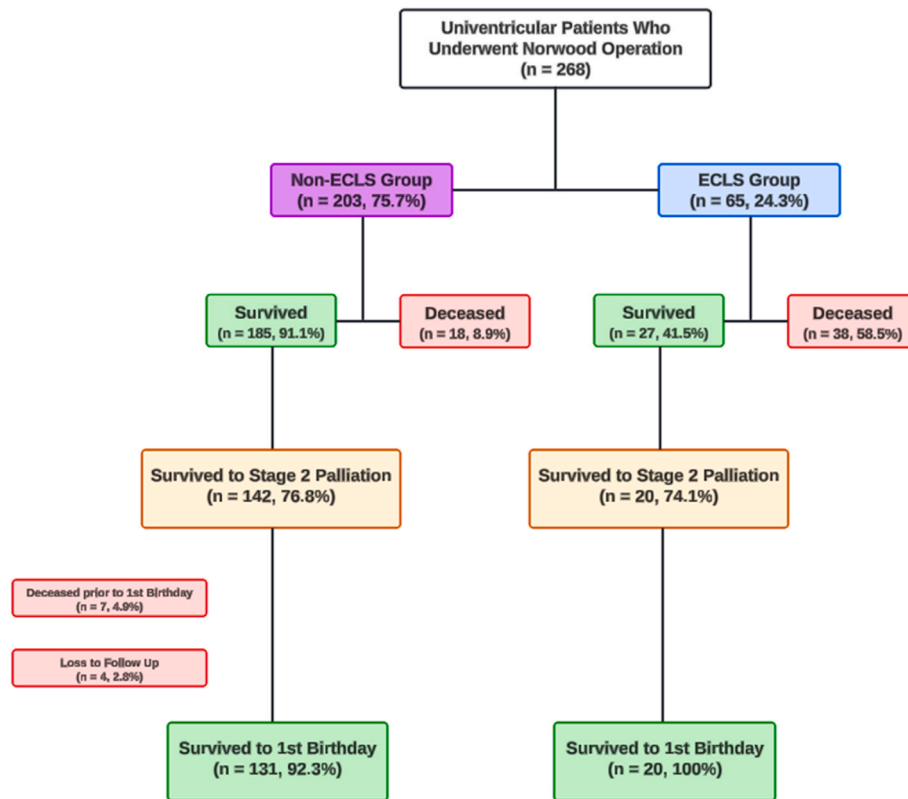 Univentricular Patients Who
Underwent Norwood Operation
(n = 268)
Non-ECLS Group
(n = 203, 75.7%)
ECLS Group
(n = 65, 24.3%)
Survived
(n = 185, 91.1%)
Deceased
(n = 18, 8.9%)
Survived
(n = 27, 41.5%)
Deceased
(n = 38, 58.5%)
Survived to Stage 2 Palliation
(n = 142, 76.8%)
Survived to Stage 2 Palliation
(n = 20, 74.1%)
Deceased prior to 1st Birthday
(n = 7, 4.9%)
Loss to Follow Up
(n = 4, 2.8%)
Survived to 1st Birthday
(n = 131, 92.3%)
Survived to 1st Birthday
(n = 20, 100%)